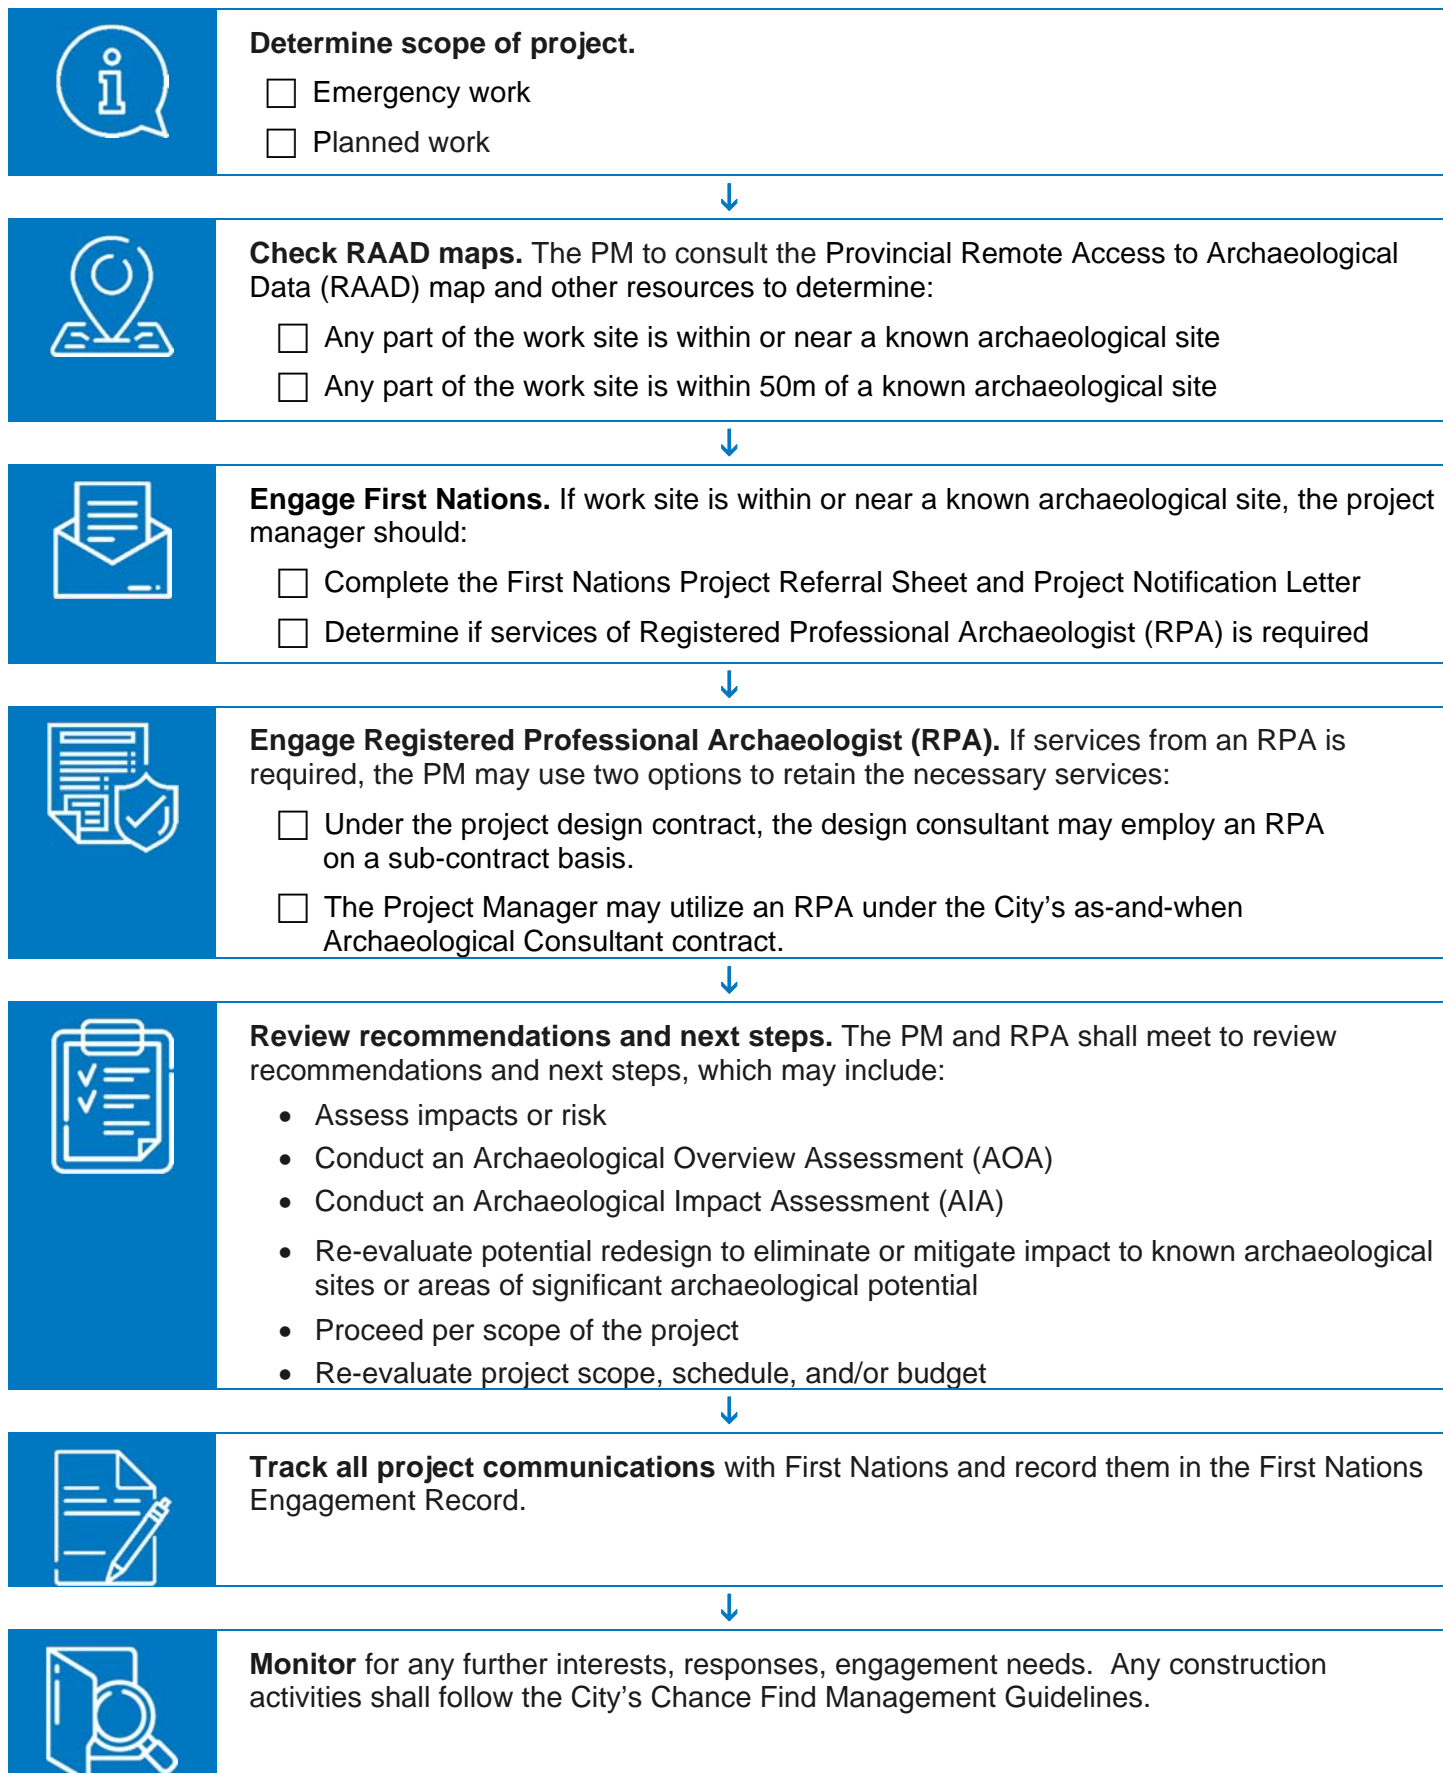 Determine scope of project.
☐ Emergency work
☐ Planned work
↓
Check RAAD maps. The PM to consult the Provincial Remote Access to Archaeological
Data (RAAD) map and other resources to determine:
☐ Any part of the work site is within or near a known archaeological site
☐ Any part of the work site is within 50m of a known archaeological site
↓
Engage First Nations. If work site is within or near a known archaeological site, the project
manager should:
☐ Complete the First Nations Project Referral Sheet and Project Notification Letter
☐ Determine if services of Registered Professional Archaeologist (RPA) is required
↓
Engage Registered Professional Archaeologist (RPA). If services from an RPA is
required, the PM may use two options to retain the necessary services:
☐ Under the project design contract, the design consultant may employ an RPA
on a sub-contract basis.
☐ The Project Manager may utilize an RPA under the City’s as-and-when
Archaeological Consultant contract.
↓
Review recommendations and next steps. The PM and RPA shall meet to review
recommendations and next steps, which may include:
• Assess impacts or risk
• Conduct an Archaeological Overview Assessment (AOA)
• Conduct an Archaeological Impact Assessment (AIA)
• Re-evaluate potential redesign to eliminate or mitigate impact to known archaeological
sites or areas of significant archaeological potential
• Proceed per scope of the project
• Re-evaluate project scope, schedule, and/or budget
↓
Track all project communications with First Nations and record them in the First Nations
Engagement Record.
↓
Monitor for any further interests, responses, engagement needs. Any construction
activities shall follow the City’s Chance Find Management Guidelines.